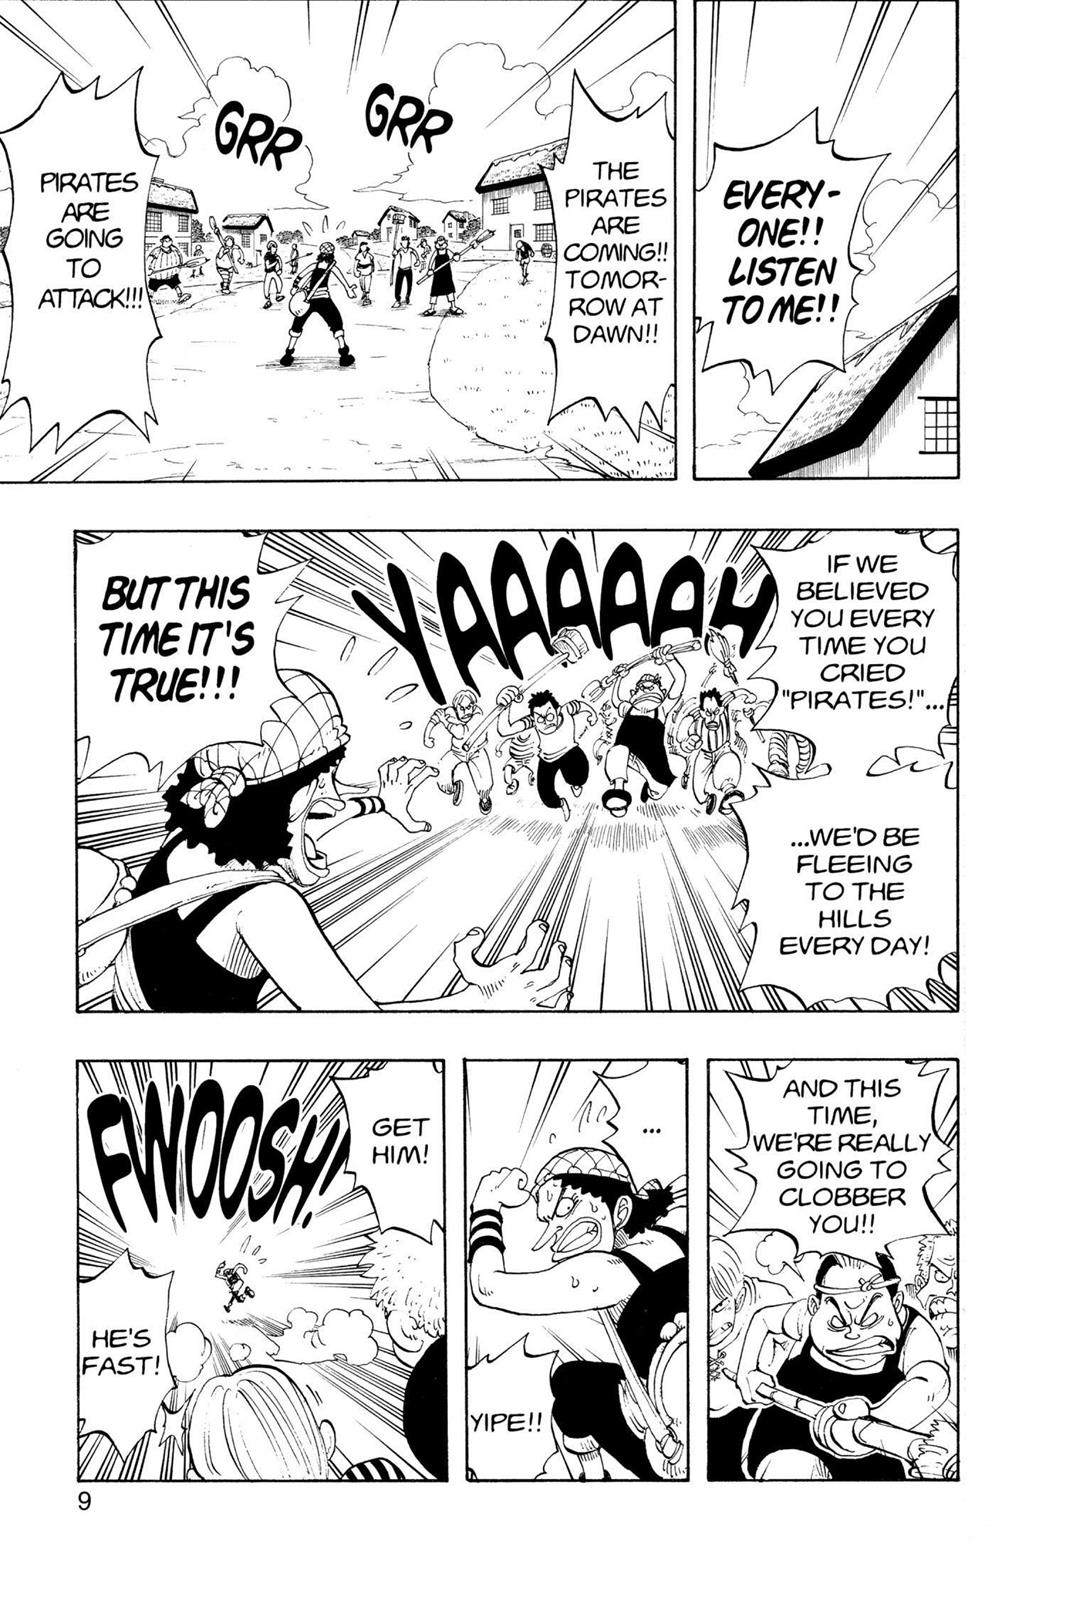 EVERY-
ONE!!
LISTEN
TO ME!!
THE
PIRATES
ARE
COMING!!
TOMOR-
ROW AT
DAWN!!
GRR
GRR
PIRATES
ARE
GOING
TO
ATTACK!!!
IF WE
BELIEVED
YOU EVERY
TIME YOU
CRIED
"PIRATES!"...
...WE'D BE
FLEEING
TO THE
HILLS
EVERY DAY!
YAAAAAAH
BUT THIS
TIME IT'S
TRUE!!!
AND THIS
TIME,
WE'RE REALLY
GOING TO
CLOBBER
YOU!!
...
YIPE!!
GET
HIM!
FWOOSH!
HE'S
FAST!
9